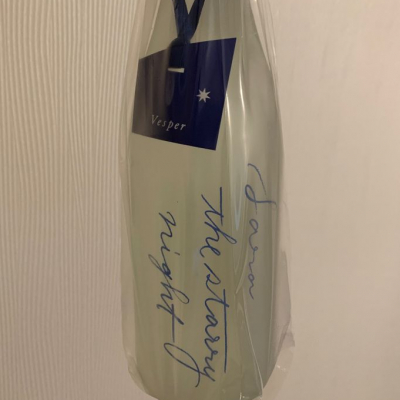 Vesper
Sora
the starry
night